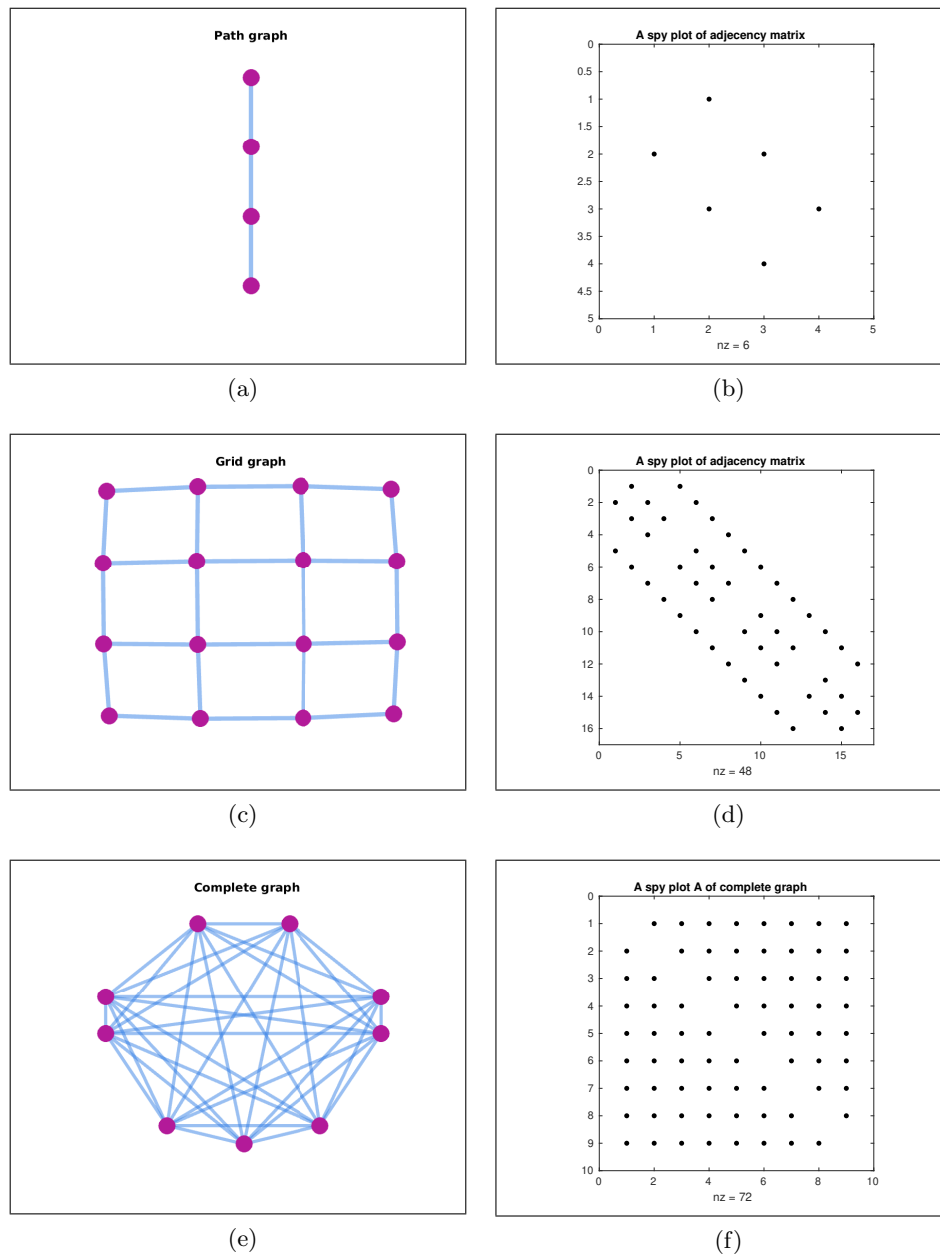 Path graph
A spy plot of adjecency matrix
0
0.5
1
1.5
2
2.5
3
3.5
4
4.5
5
0 1 2 3 4 5
nz = 6
(a)
(b)
Grid graph
A spy plot of adjacency matrix
0
2
4
6
8
10
12
14
16
0 5 10 15
nz = 48
(c)
(d)
Complete graph
A spy plot A of complete graph
0
1
2
3
4
5
6
7
8
9
10
0 2 4 6 8 10
nz = 72
(e)
(f)